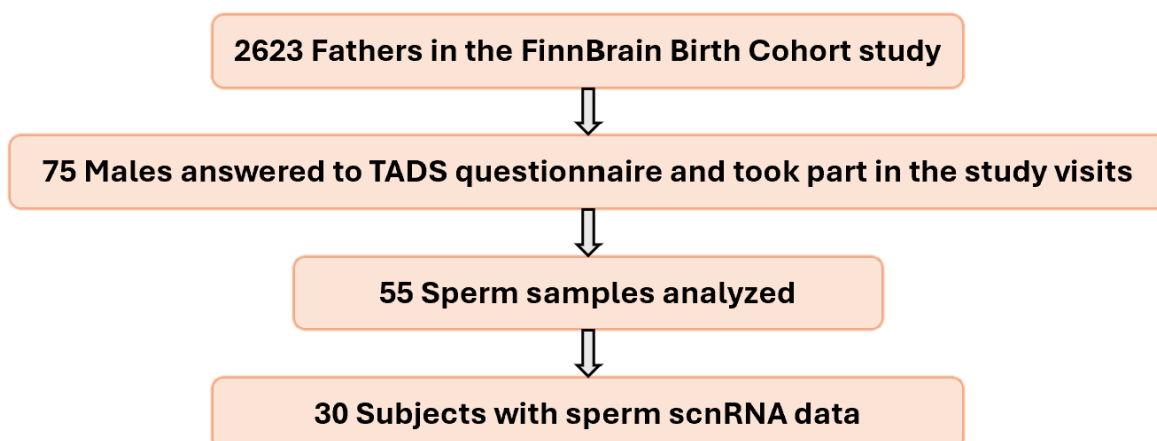 2623 Fathers in the FinnBrain Birth Cohort study
75 Males answered to TADS questionnaire and took part in the study visits
55 Sperm samples analyzed
30 Subjects with sperm scnRNA data